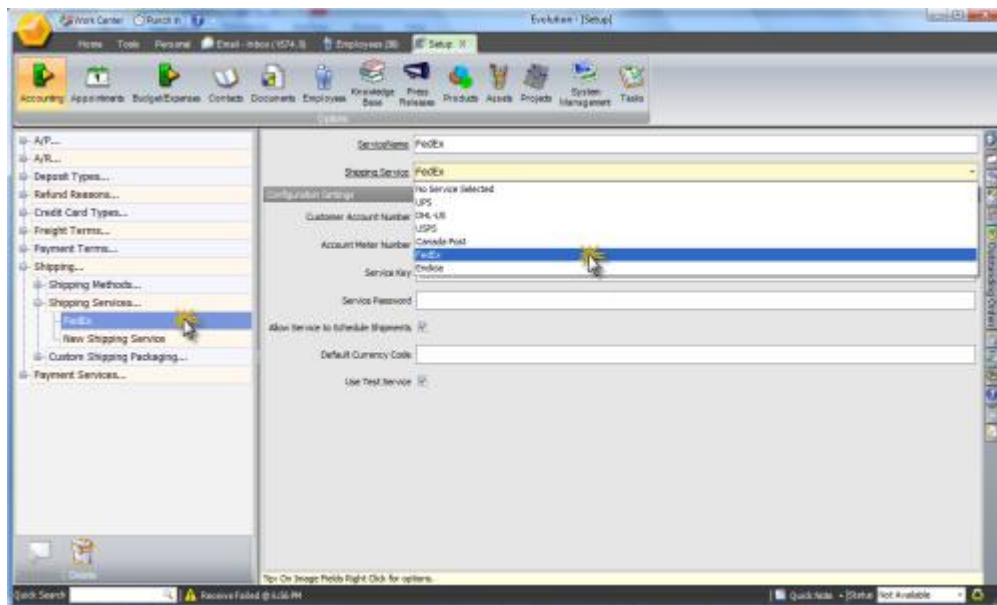 Work Center Punch In
Evolution - [Setup]
Home Tools Personal Email - Inbox (1574, 3) Employees (38) Setup X
Accounting Appointments Budget/Expenses Contacts Documents Employees Knowledge Base Press Releases Products Assets Projects System Management Tasks
Options
A/P...
A/R...
Deposit Types...
Refund Reasons...
Credit Card Types...
Freight Terms...
Payment Terms...
Shipping...
Shipping Methods...
Shipping Services...
FedEx
New Shipping Service
Custom Shipping Packaging...
Payment Services...
ServiceName FedEx
Shipping Service FedEx
Configuration Settings
No Service Selected
UPS
DHL-US
USPS
Canada Post
FedEx
Endicia
Customer Account Number
Account Meter Number
Service Key
Service Password
Allow Service to Schedule Shipments
Default Currency Code
Use Test Service
Outstanding Orders
Delete
Tip: On Image Fields Right Click for options.
Quick Search
Receive Failed @ 6:56 PM
Quick Note
Status Not Available